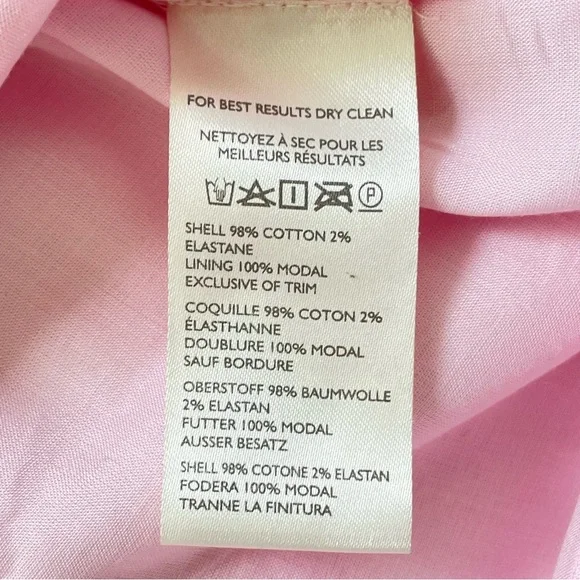 FOR BEST RESULTS DRY CLEAN
NETTOYEZ À SEC POUR LES
MEILLEURS RÉSULTATS
P
SHELL 98% COTTON 2%
ELASTANE
LINING 100% MODAL
EXCLUSIVE OF TRIM
COQUILLE 98% COTON 2%
ÉLASTHANNE
DOUBLURE 100% MODAL
SAUF BORDURE
OBERSTOFF 98% BAUMWOLLE
2% ELASTAN
FUTTER 100% MODAL
AUSSER BESATZ
SHELL 98% COTONE 2% ELASTAN
FODERA 100% MODAL
TRANNE LA FINITURA